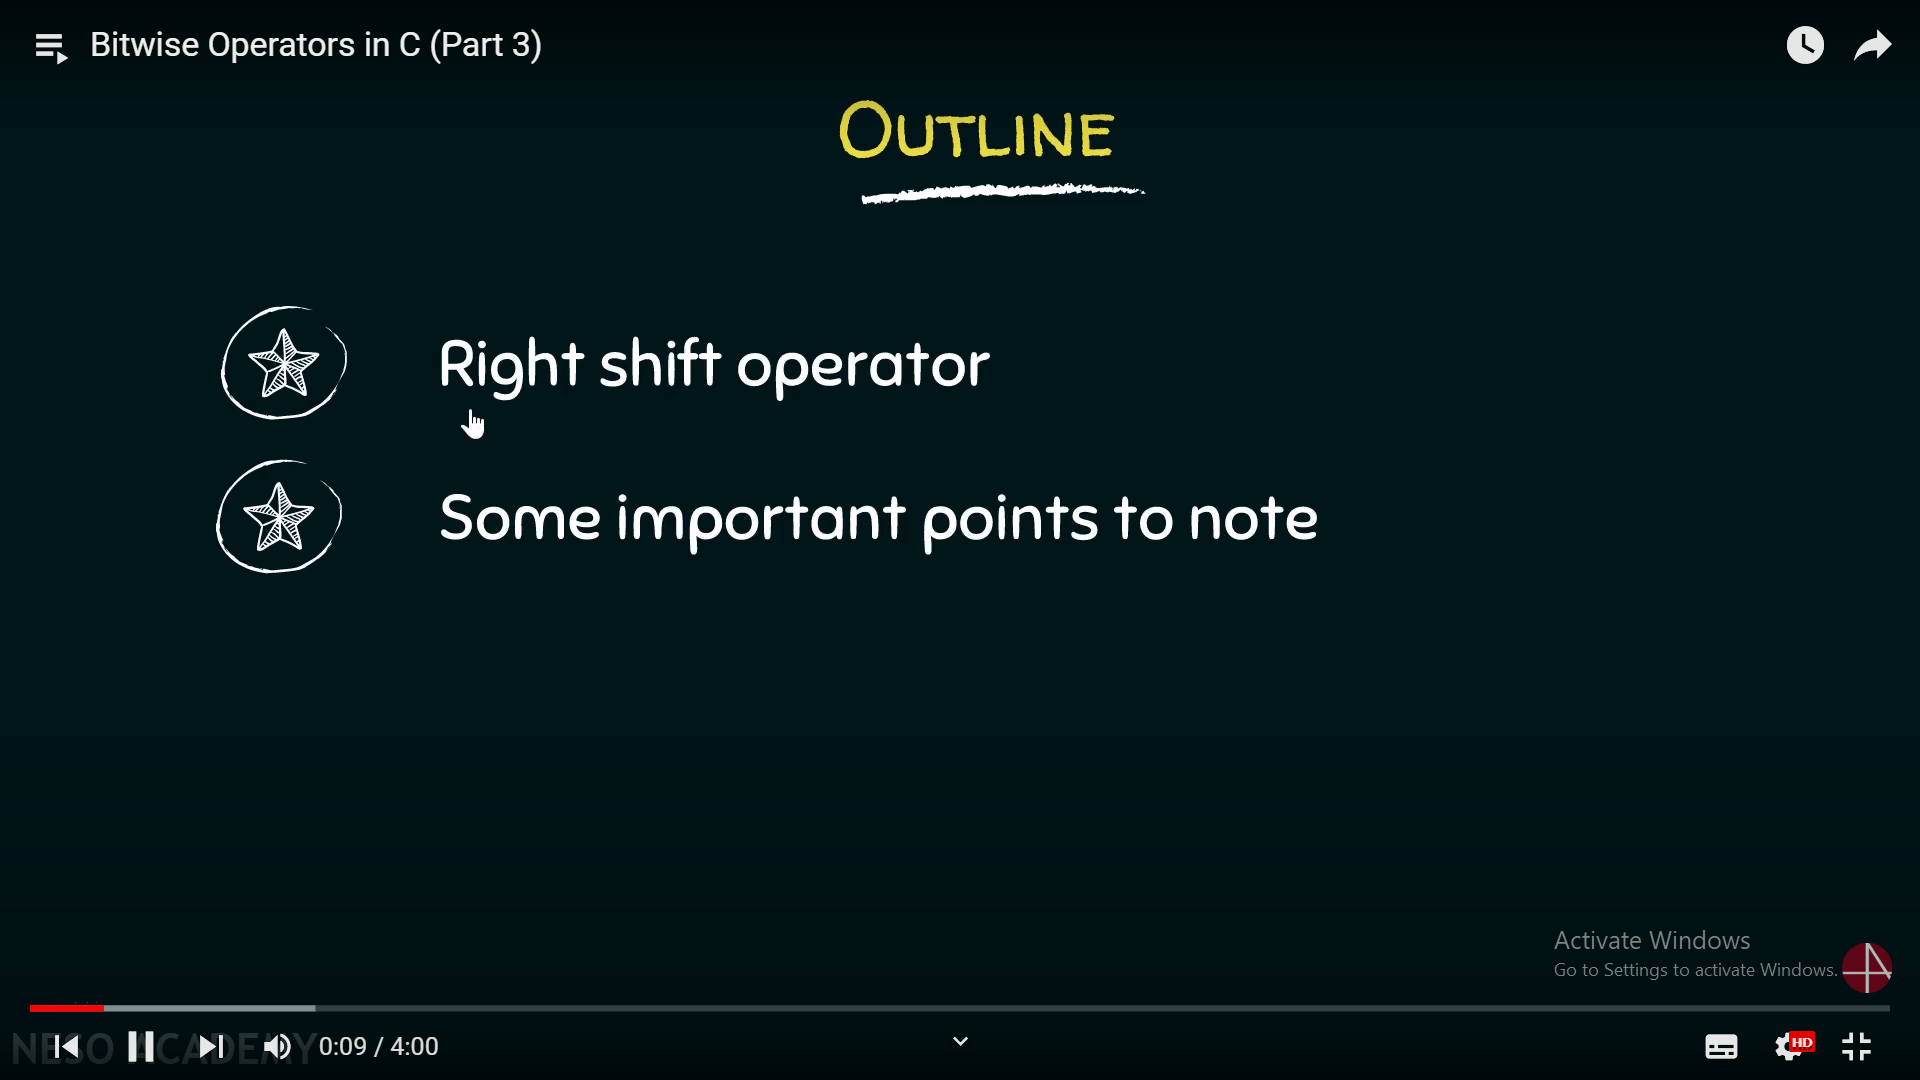 Bitwise Operators in C (Part 3)
OUTLINE
Right shift operator
Some important points to note
Activate Windows
Go to Settings to activate Windows.
NESO ACADEMY
0:09 / 4:00
HD